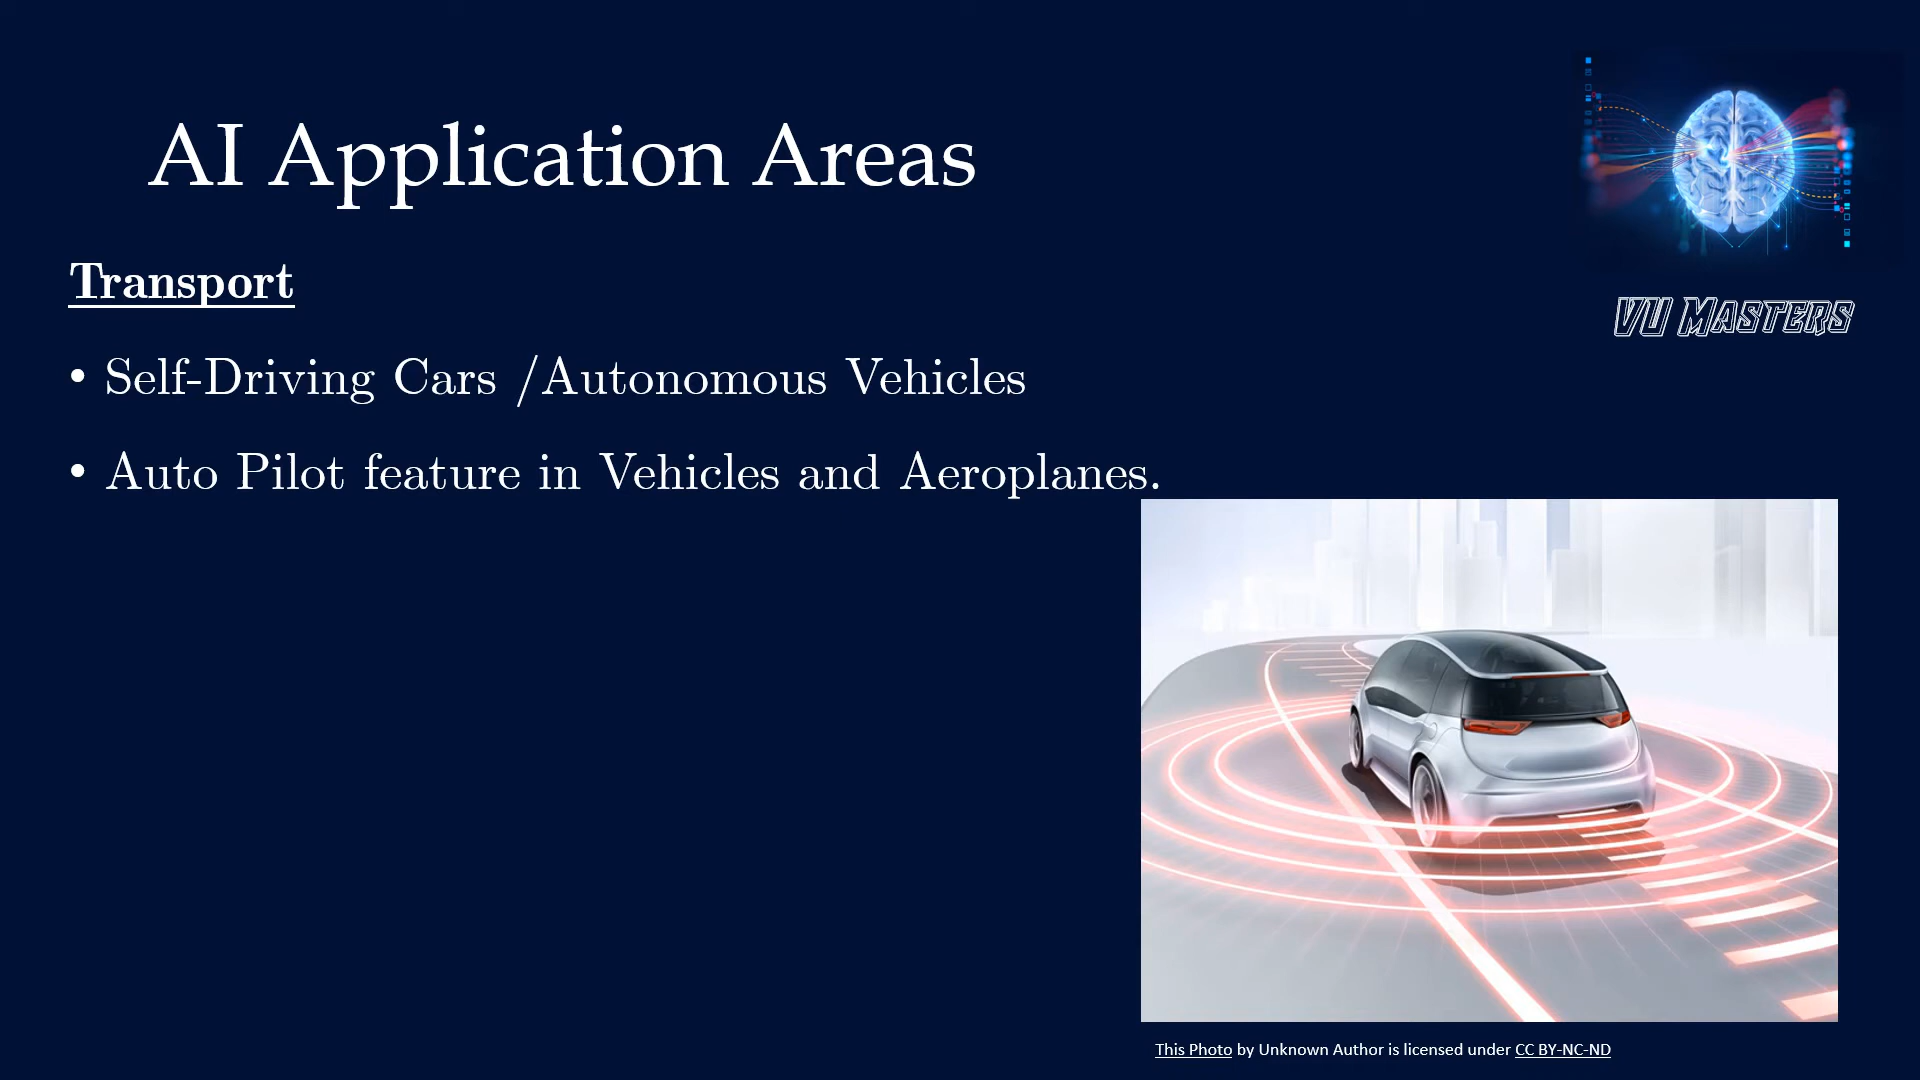 AI Application Areas
VU Masters
Transport
• Self-Driving Cars /Autonomous Vehicles
• Auto Pilot feature in Vehicles and Aeroplanes.
This Photo by Unknown Author is licensed under CC BY-NC-ND